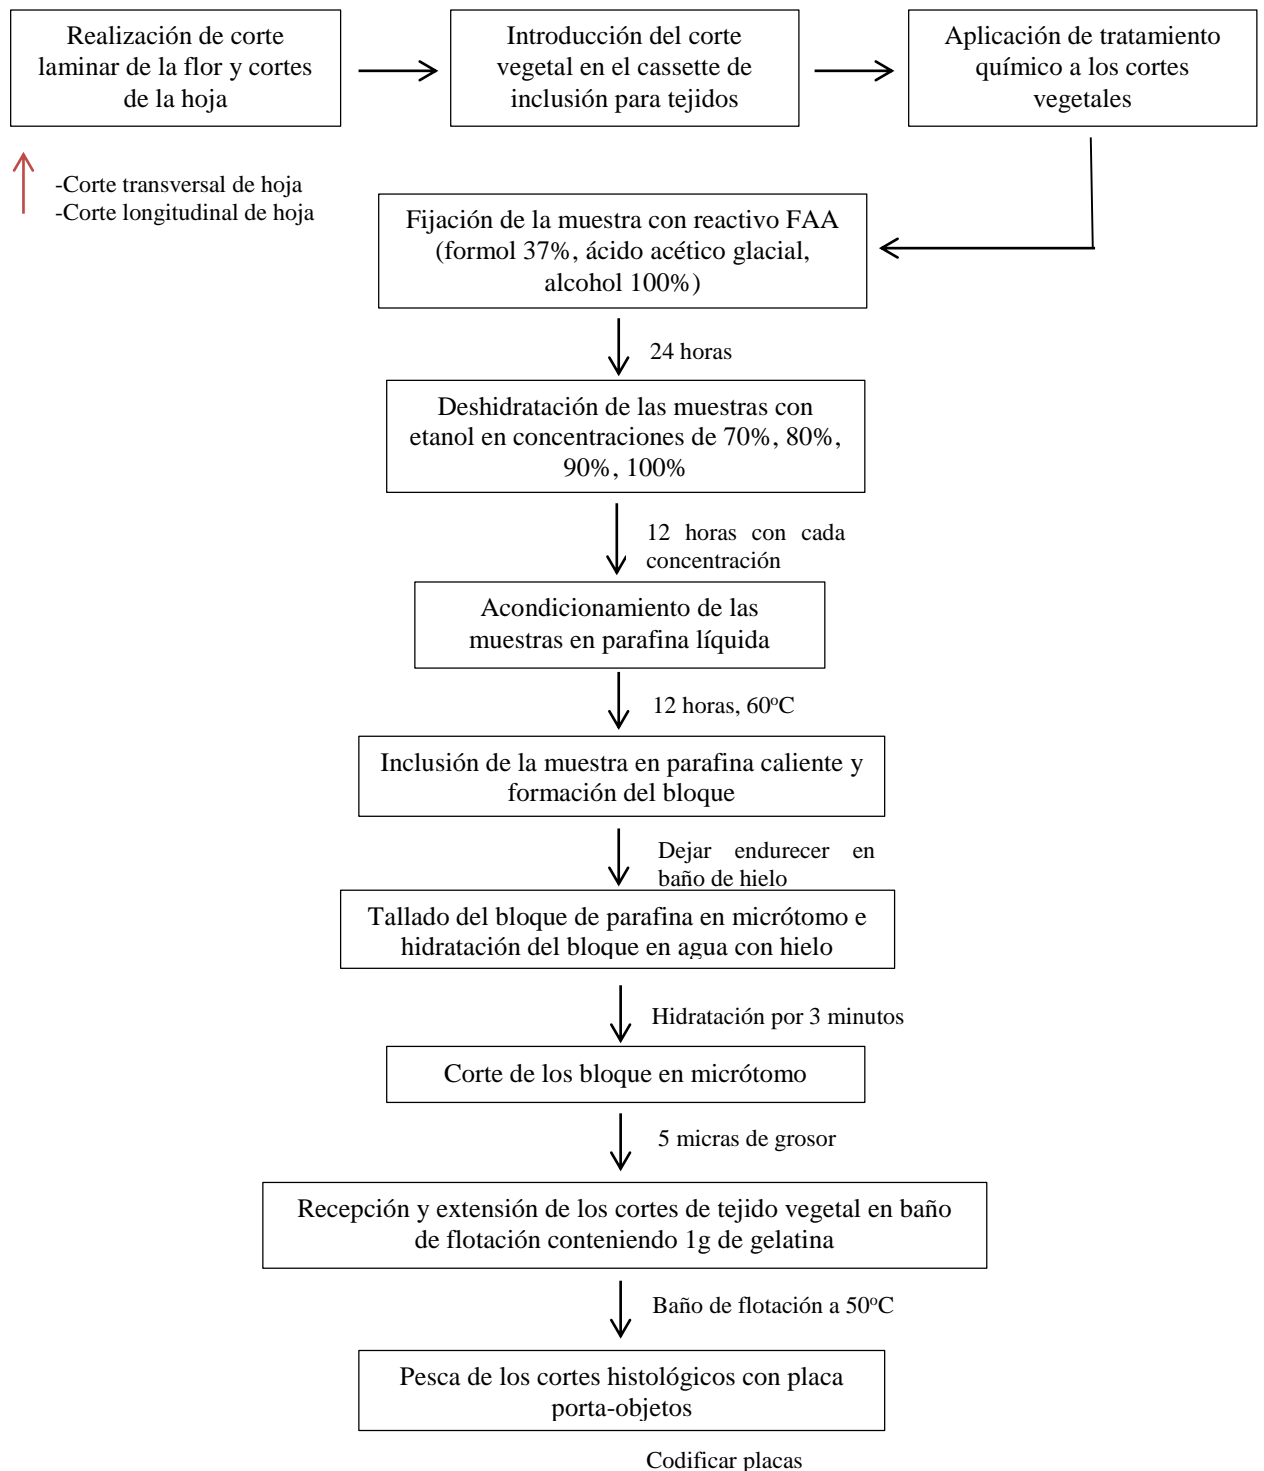 Realización de corte
laminar de la flor y cortes
de la hoja
Introducción del corte
vegetal en el cassette de
inclusión para tejidos
Aplicación de tratamiento
químico a los cortes
vegetales
-Corte transversal de hoja
-Corte longitudinal de hoja
Fijación de la muestra con reactivo FAA
(formol 37%, ácido acético glacial,
alcohol 100%)
24 horas
Deshidratación de las muestras con
etanol en concentraciones de 70%, 80%,
90%, 100%
12 horas con cada
concentración
Acondicionamiento de las
muestras en parafina líquida
12 horas, 60ºC
Inclusión de la muestra en parafina caliente y
formación del bloque
Dejar endurecer en
baño de hielo
Tallado del bloque de parafina en micrótomo e
hidratación del bloque en agua con hielo
Hidratación por 3 minutos
Corte de los bloque en micrótomo
5 micras de grosor
Recepción y extensión de los cortes de tejido vegetal en baño
de flotación conteniendo 1g de gelatina
Baño de flotación a 50ºC
Pesca de los cortes histológicos con placa
porta-objetos
Codificar placas